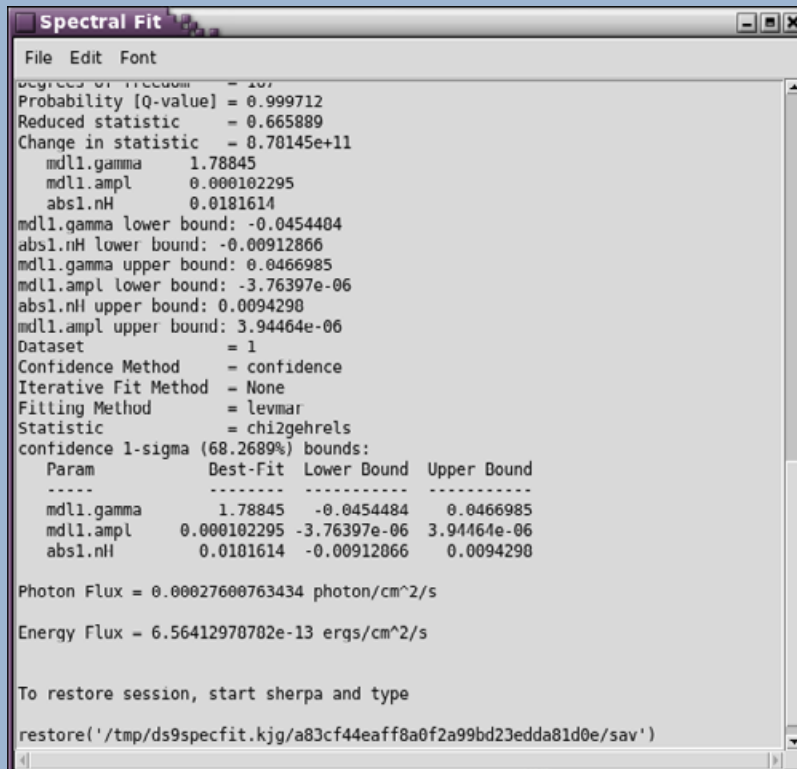 Spectral Fit
File Edit Font
Degrees of freedom = 167
Probability [Q-value] = 0.999712
Reduced statistic = 0.665889
Change in statistic = 8.78145e+11
mdl1.gamma 1.78845
mdl1.ampl 0.000102295
abs1.nH 0.0181614
mdl1.gamma lower bound: -0.0454484
abs1.nH lower bound: -0.00912866
mdl1.gamma upper bound: 0.0466985
mdl1.ampl lower bound: -3.76397e-06
abs1.nH upper bound: 0.0094298
mdl1.ampl upper bound: 3.94464e-06
Dataset = 1
Confidence Method = confidence
Iterative Fit Method = None
Fitting Method = levmar
Statistic = chi2gehrels
confidence 1-sigma (68.2689%) bounds:
Param Best-Fit Lower Bound Upper Bound
----- -------- ----------- -----------
mdl1.gamma 1.78845 -0.0454484 0.0466985
mdl1.ampl 0.000102295 -3.76397e-06 3.94464e-06
abs1.nH 0.0181614 -0.00912866 0.0094298
Photon Flux = 0.00027600763434 photon/cm^2/s
Energy Flux = 6.56412978782e-13 ergs/cm^2/s
To restore session, start sherpa and type
restore('/tmp/ds9specfit.kjg/a83cf44eaff8a0f2a99bd23edda81d0e/sav')